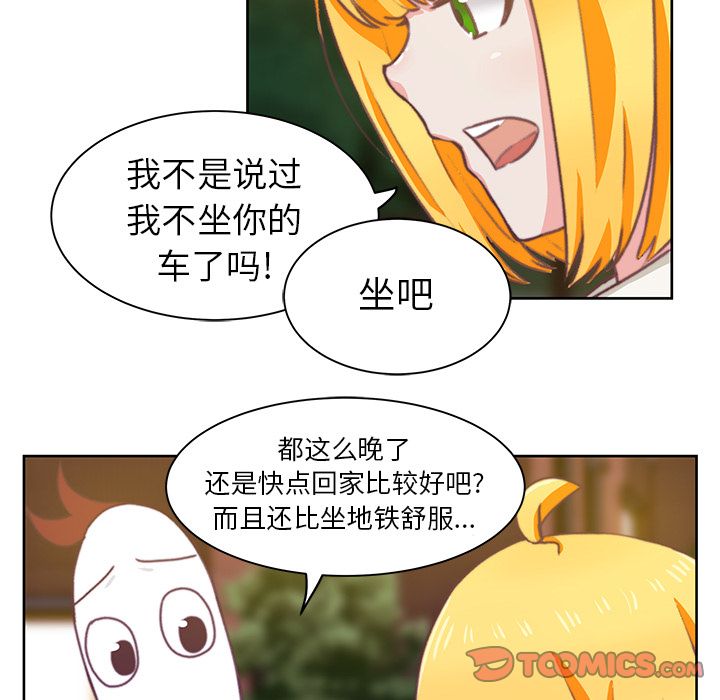 我不是说过
我不坐你的
车了吗!
坐吧
都这么晚了
还是快点回家比较好吧?
而且还比坐地铁舒服...
TOOMICS.COM